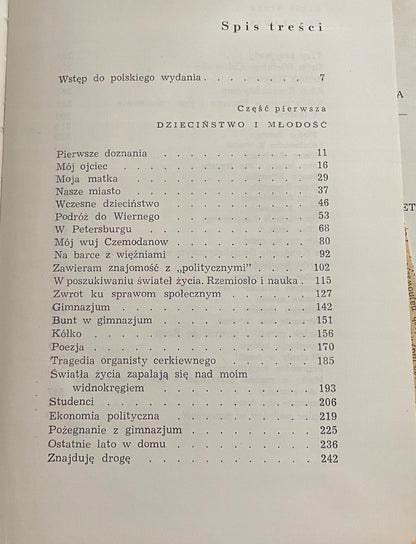 Spis treści
Wstęp do polskiego wydania . . . . . . . . 7
Część pierwsza
DZIECIŃSTWO I MŁODOŚĆ
Pierwsze doznania . . . . . . . . . . . 11
Mój ojciec . . . . . . . . . . . . . 16
Moja matka . . . . . . . . . . . . . 29
Nasze miasto . . . . . . . . . . . . 37
Wczesne dzieciństwo . . . . . . . . . . 46
Podróż do Wiernego . . . . . . . . . . 53
W Petersburgu . . . . . . . . . . . . 68
Mój wuj Czemodanow . . . . . . . . . . 80
Na barce z więźniami . . . . . . . . . . 92
Zawieram znajomość z „politycznymi” . . . . 102
W poszukiwaniu świateł życia. Rzemiosło i nauka . 115
Zwrot ku sprawom społecznym . . . . . . . 127
Gimnazjum . . . . . . . . . . . . . 142
Bunt w gimnazjum . . . . . . . . . . . 151
Kółko . . . . . . . . . . . . . . 156
Poezja . . . . . . . . . . . . . . 170
Tragedia organisty cerkiewnego . . . . . . . 185
Światła życia zapalają się nad moim
widnokręgiem . . . . . . . . . . . 193
Studenci . . . . . . . . . . . . . . 206
Ekonomia polityczna . . . . . . . . . . 219
Pożegnanie z gimnazjum . . . . . . . . . 225
Ostatnie lato w domu . . . . . . . . . . 236
Znajduję drogę . . . . . . . . . . . . 242
A
ET